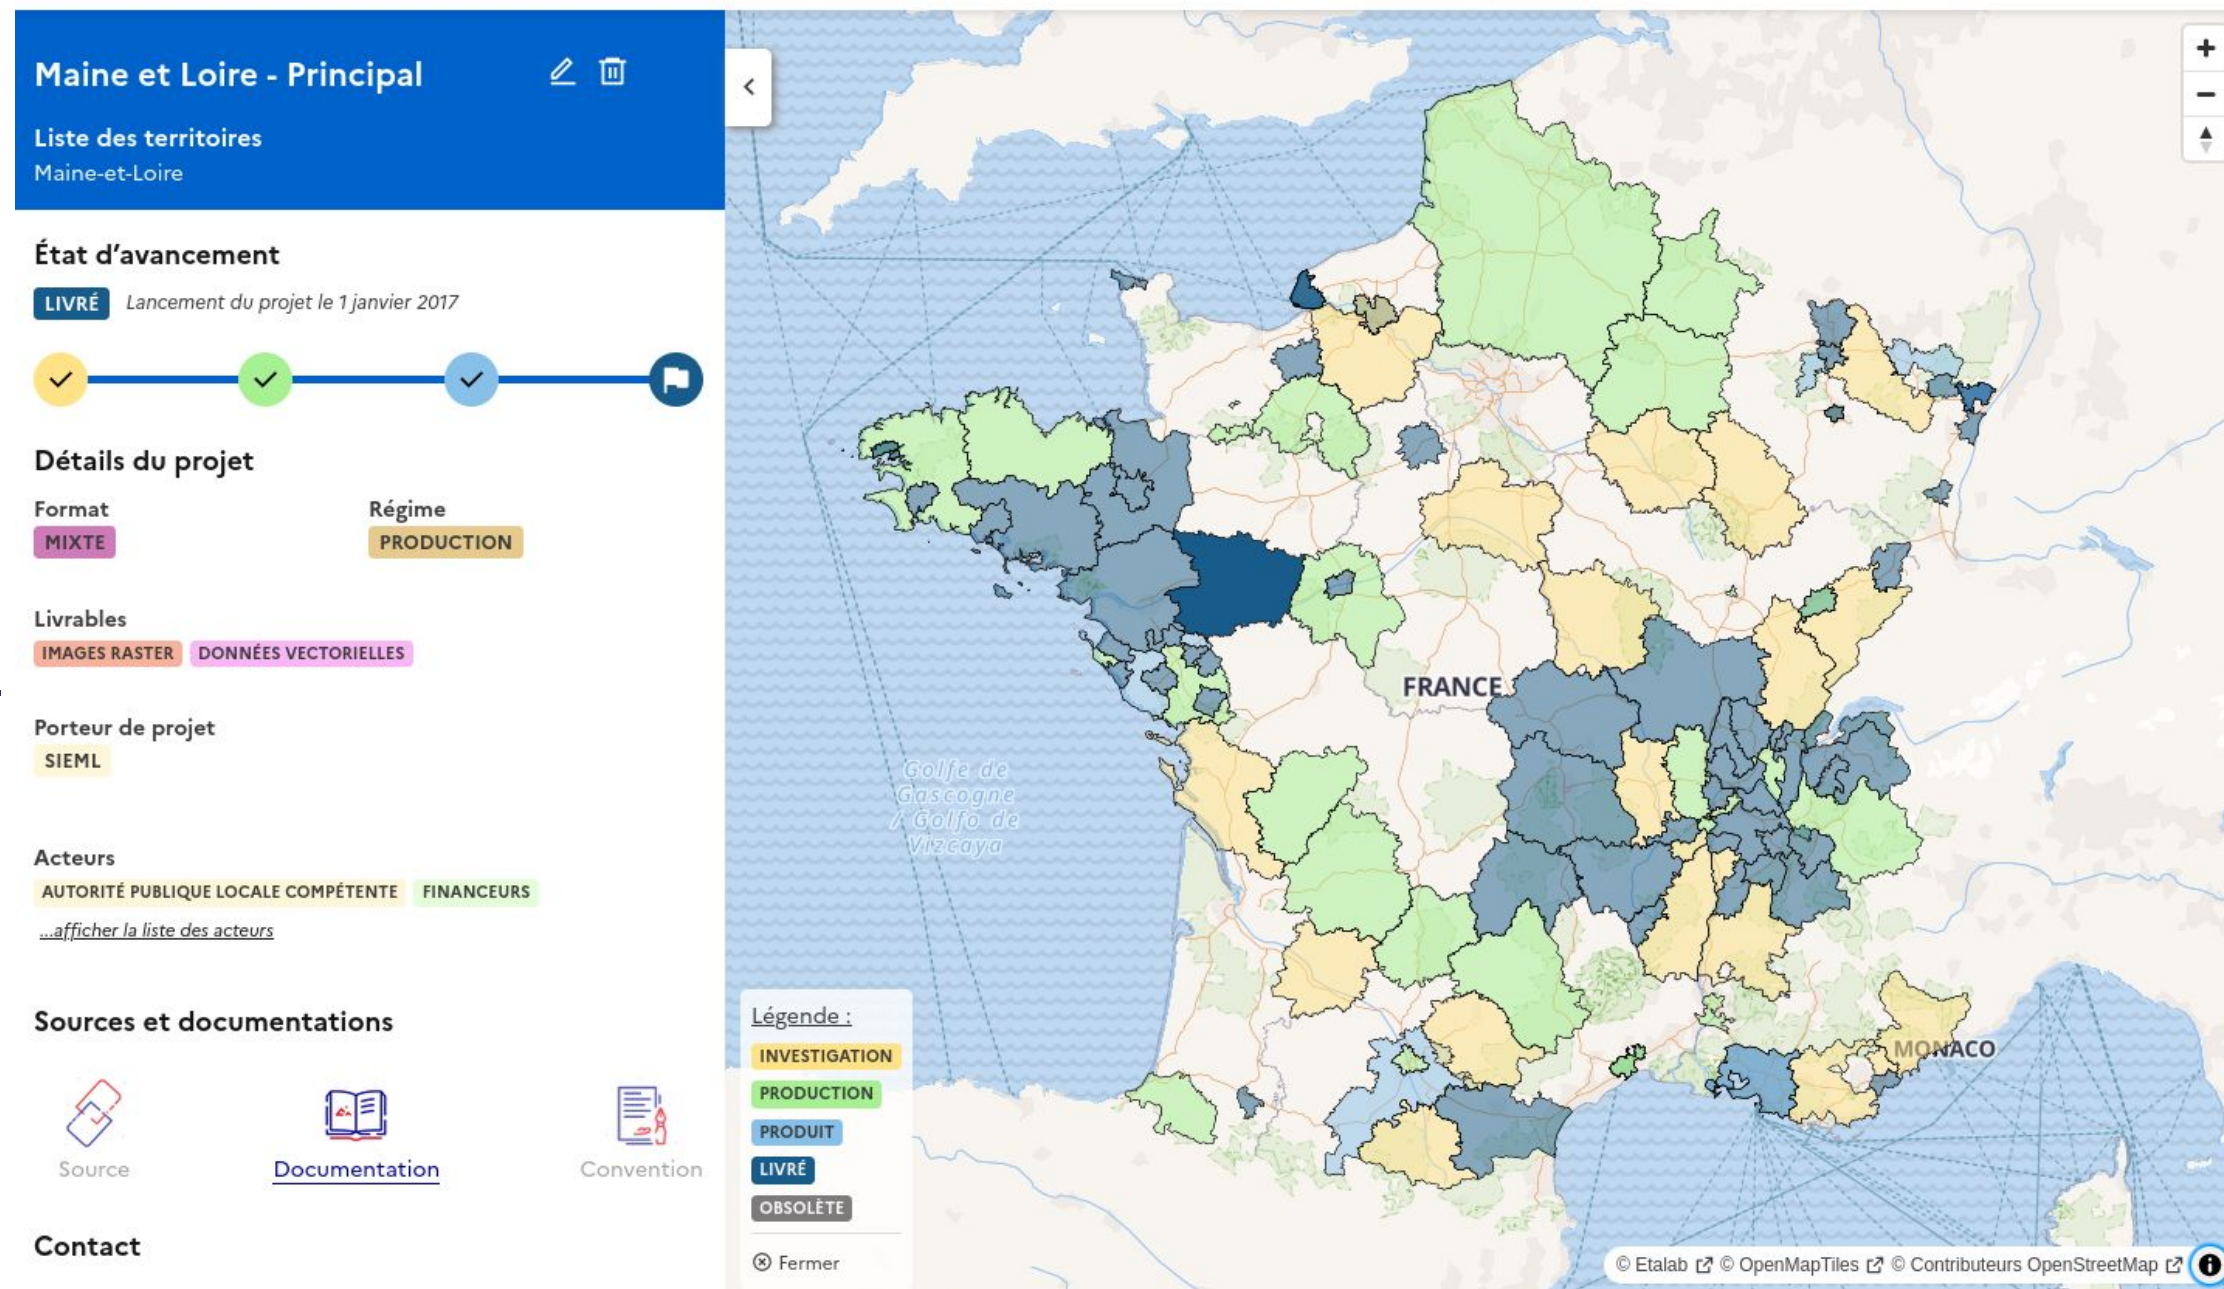 Maine et Loire - Principal
Liste des territoires
Maine-et-Loire
État d’avancement
LIVRÉ Lancement du projet le 1 janvier 2017
Détails du projet
Format Régime
MIXTE PRODUCTION
Livrables
IMAGES RASTER DONNÉES VECTORIELLES
Porteur de projet
SIEML
Acteurs
AUTORITÉ PUBLIQUE LOCALE COMPÉTENTE FINANCEURS
...afficher la liste des acteurs
Sources et documentations
Source Documentation Convention
Contact
FRANCE
Golfe de
Gascogne
/ Golfo de
Vizcaya
MONACO
Légende :
INVESTIGATION
PRODUCTION
PRODUIT
LIVRÉ
OBSOLÈTE
Fermer
© Etalab © OpenMapTiles © Contributeurs OpenStreetMap